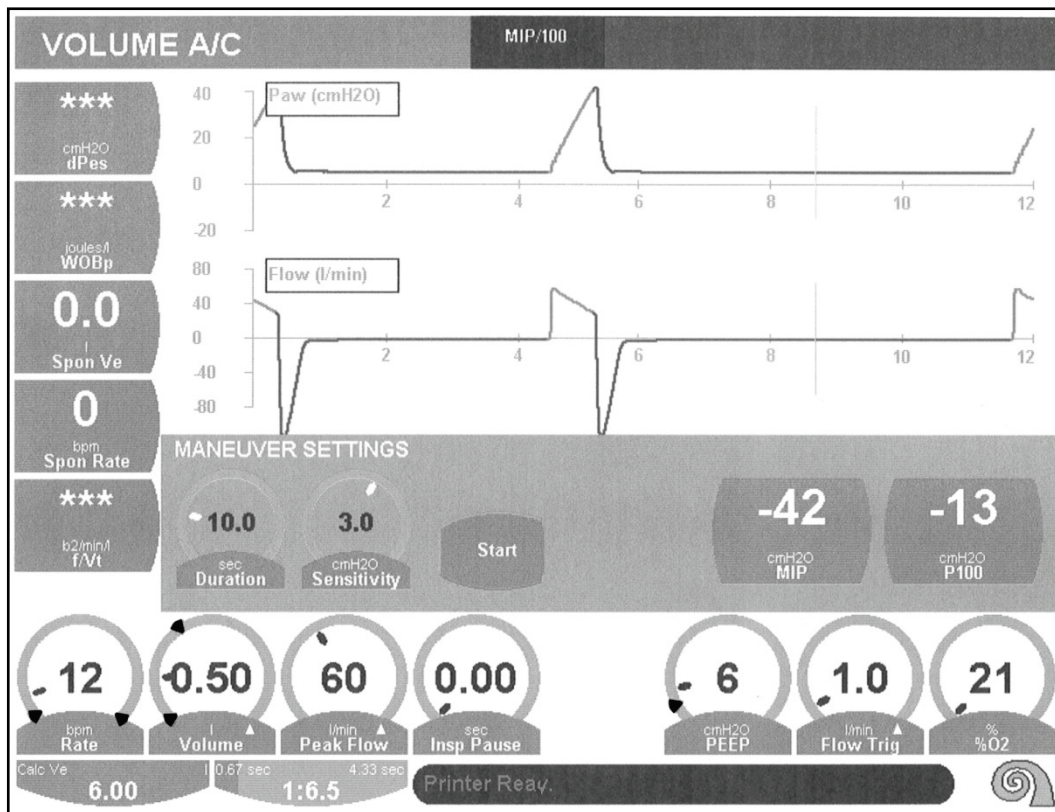 VOLUME A/C
MIP/100
***
cmH2O
dPes
***
joules/l
WOBp
0.0
l
Spon Ve
0
bpm
Spon Rate
***
b2/min/l
f/Vt
Paw (cmH2O)
40
20
0
-20
2 4 6 8 10 12
Flow (l/min)
80
40
0
-40
-80
2 4 6 8 10 12
MANEUVER SETTINGS
10.0
sec
Duration
3.0
cmH2O
Sensitivity
Start
-42
cmH2O
MIP
-13
cmH2O
P100
12
bpm
Rate
0.50
l
Volume
60
l/min
Peak Flow
0.00
sec
Insp Pause
6
cmH2O
PEEP
1.0
l/min
Flow Trig
21
%
%O2
Calc Ve l
6.00
0.67 sec 4.33 sec
1:6.5
Printer Reay.